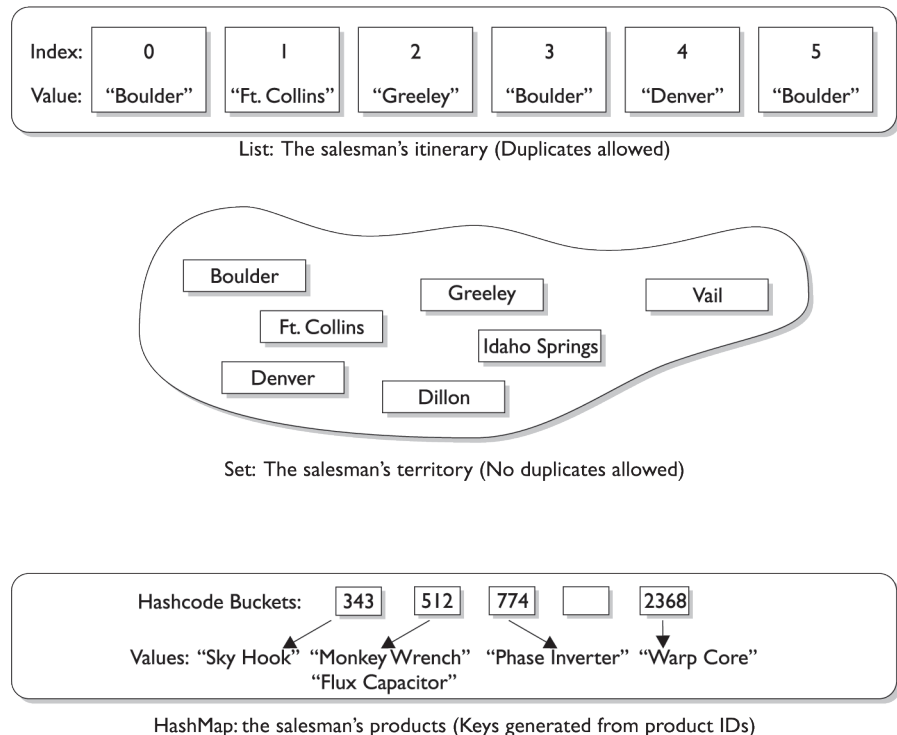 Index: 0 1 2 3 4 5
Value: “Boulder” “Ft. Collins” “Greeley” “Boulder” “Denver” “Boulder”
List: The salesman’s itinerary (Duplicates allowed)
Boulder
Greeley
Vail
Ft. Collins
Idaho Springs
Denver
Dillon
Set: The salesman’s territory (No duplicates allowed)
Hashcode Buckets: 343 512 774 2368
Values: “Sky Hook” “Monkey Wrench” “Phase Inverter” “Warp Core”
“Flux Capacitor”
HashMap: the salesman’s products (Keys generated from product IDs)